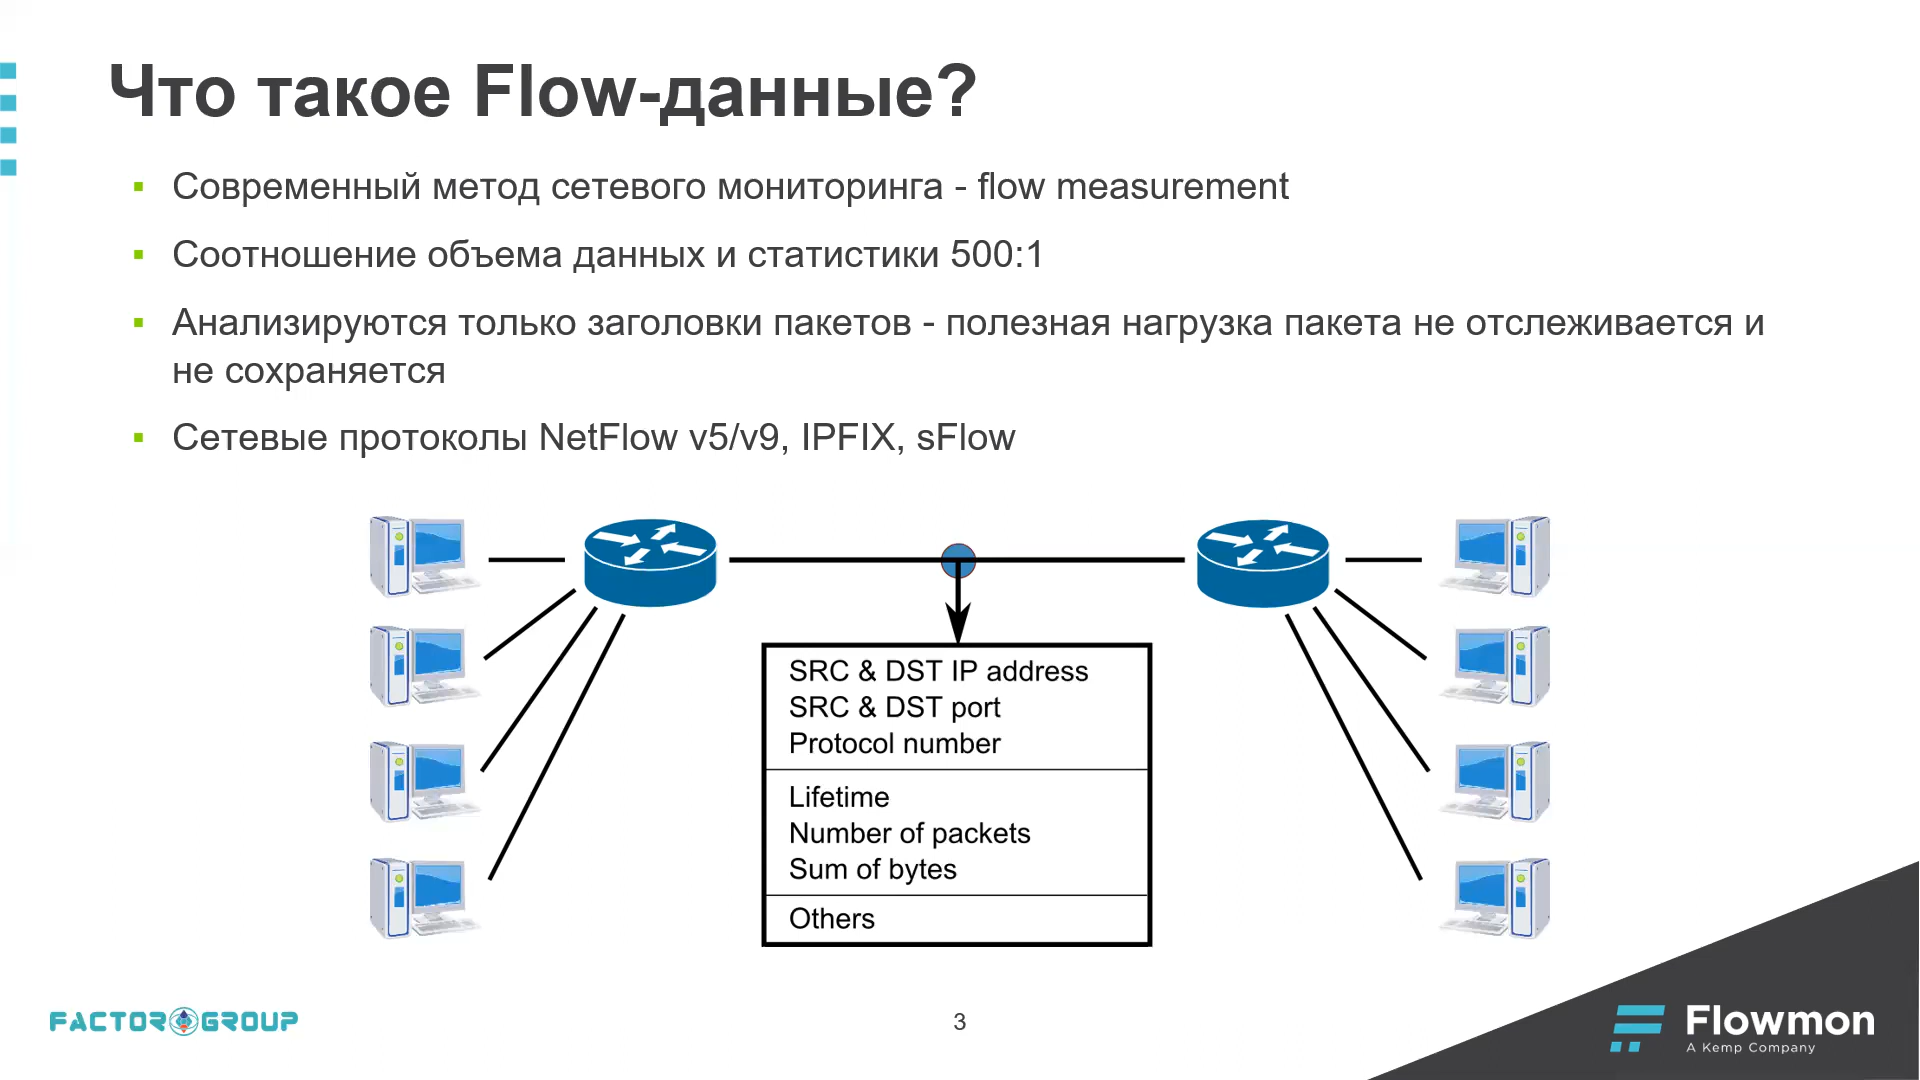 Что такое Flow-данные?
▪ Современный метод сетевого мониторинга - flow measurement
▪ Соотношение объема данных и статистики 500:1
▪ Анализируются только заголовки пакетов - полезная нагрузка пакета не отслеживается и
не сохраняется
▪ Сетевые протоколы NetFlow v5/v9, IPFIX, sFlow
SRC & DST IP address
SRC & DST port
Protocol number
Lifetime
Number of packets
Sum of bytes
Others
FACTOR GROUP
3
Flowmon
A Kemp Company